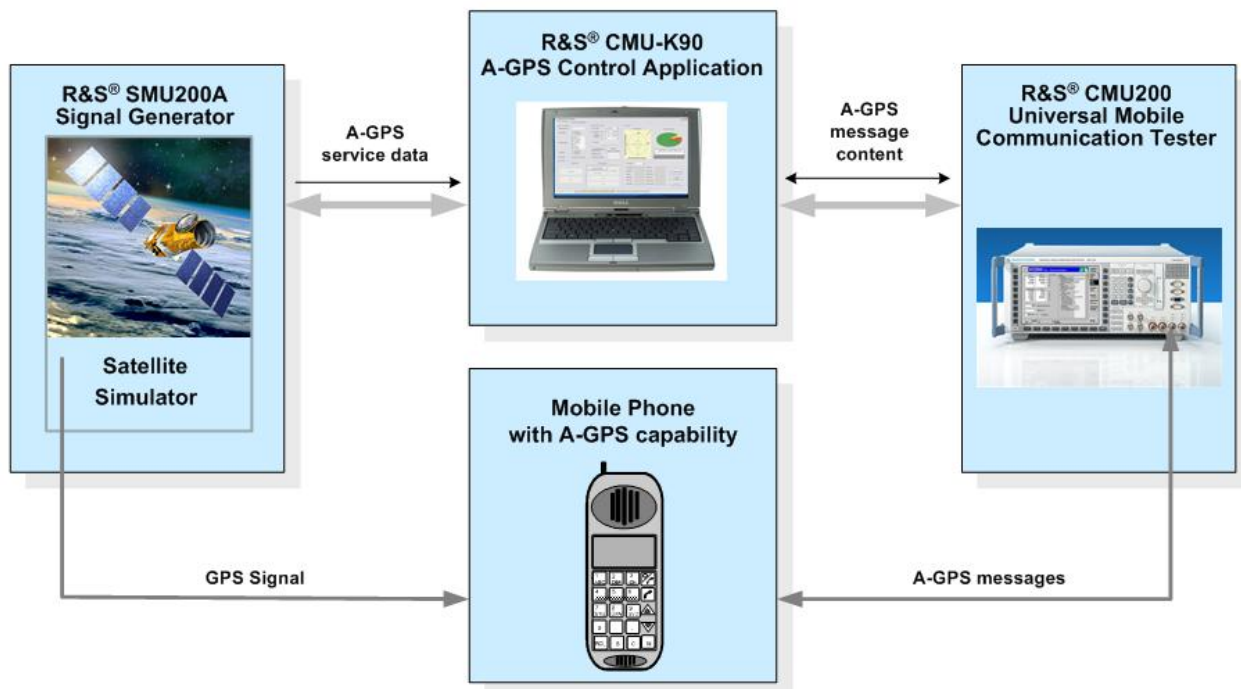 R&S® SMU200A
Signal Generator
Satellite
Simulator
A-GPS
service data
R&S® CMU-K90
A-GPS Control Application
DELL
A-GPS
message
content
R&S® CMU200
Universal Mobile
Communication Tester
Mobile Phone
with A-GPS capability
GPS Signal
A-GPS messages